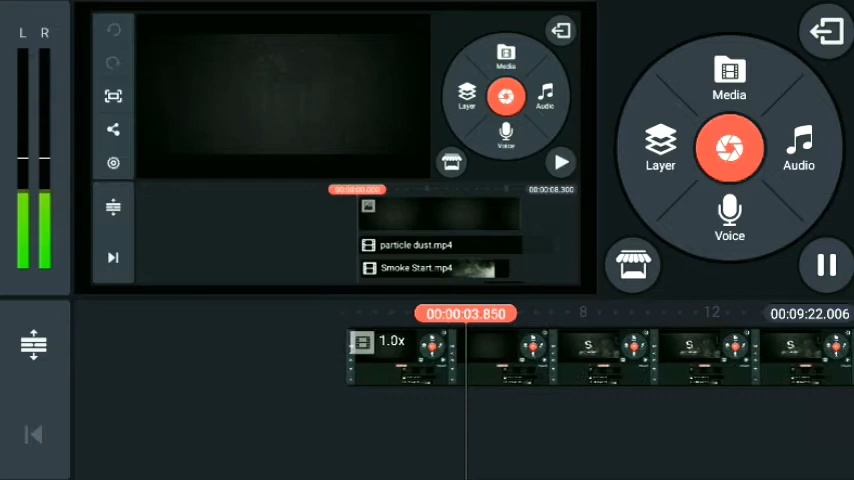 L R
Media
Layer
Audio
Voice
00:00:00.000
00:00:08.300
particle dust.mp4
Smoke Start.mp4
Media
Layer
Audio
Voice
00:00:03.850
8
12
00:09:22.006
1.0x
S
S
S
S